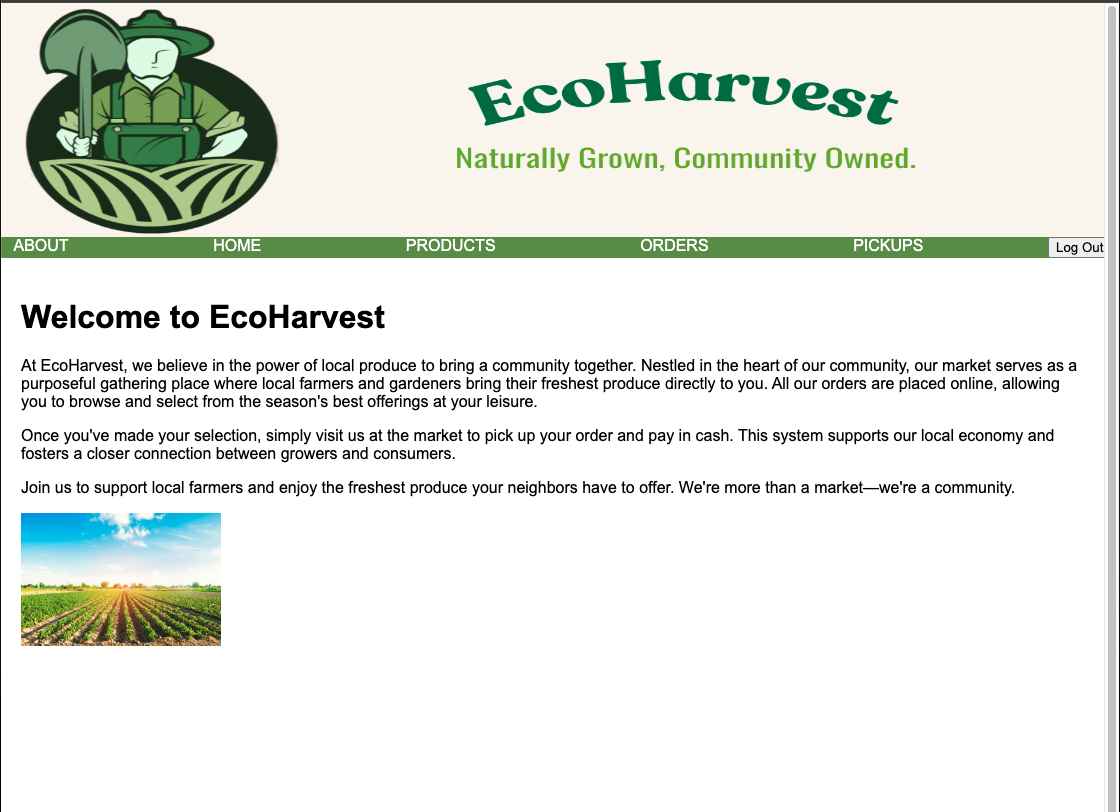 EcoHarvest
Naturally Grown, Community Owned.
ABOUT HOME PRODUCTS ORDERS PICKUPS Log Out
Welcome to EcoHarvest
At EcoHarvest, we believe in the power of local produce to bring a community together. Nestled in the heart of our community, our market serves as a
purposeful gathering place where local farmers and gardeners bring their freshest produce directly to you. All our orders are placed online, allowing
you to browse and select from the season's best offerings at your leisure.
Once you've made your selection, simply visit us at the market to pick up your order and pay in cash. This system supports our local economy and
fosters a closer connection between growers and consumers.
Join us to support local farmers and enjoy the freshest produce your neighbors have to offer. We're more than a market—we're a community.